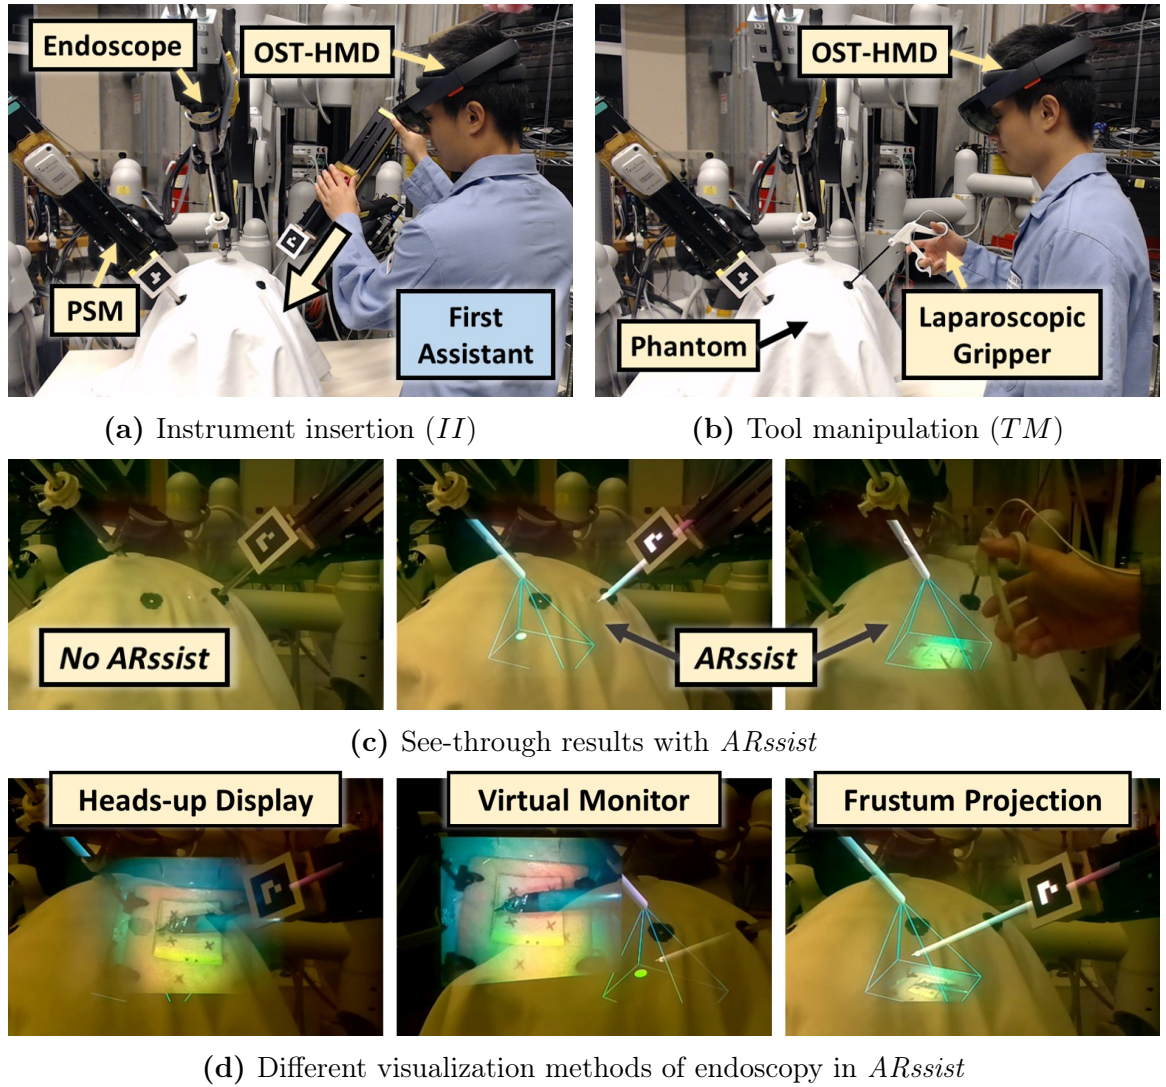 Endoscope
OST-HMD
PSM
First
Assistant
OST-HMD
Phantom
Laparoscopic
Gripper
(a) Instrument insertion (II)
(b) Tool manipulation (TM)
No ARssist
ARssist
(c) See-through results with ARssist
Heads-up Display
Virtual Monitor
Frustum Projection
(d) Different visualization methods of endoscopy in ARssist